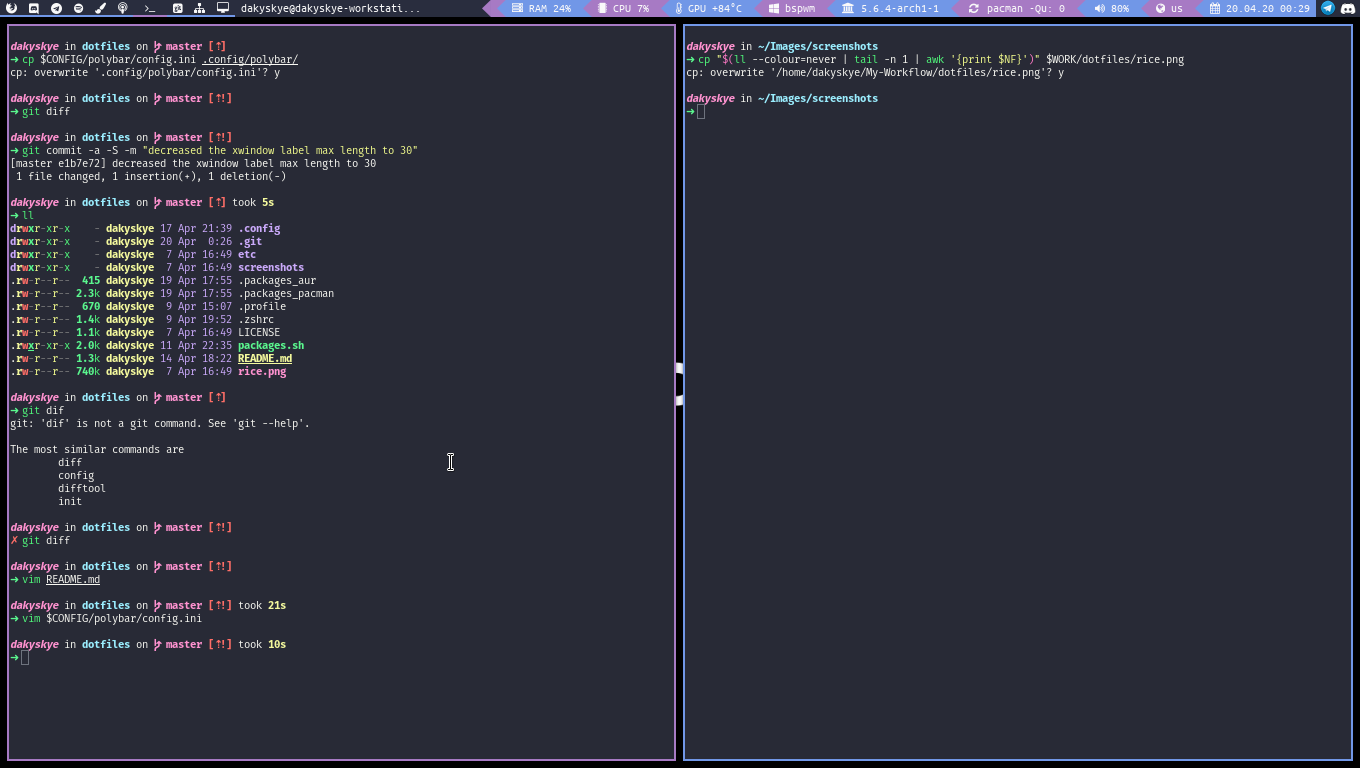 dakyskye@dakyskye-workstati... RAM 24% CPU 7% GPU +84°C bspwm 5.6.4-arch1-1 pacman -Qu: 0 80% us 20.04.20 00:29
dakyskye in dotfiles on master [⇡]
➜ cp $CONFIG/polybar/config.ini .config/polybar/
cp: overwrite '.config/polybar/config.ini'? y
dakyskye in dotfiles on master [⇡!]
➜ git diff
dakyskye in dotfiles on master [⇡!]
➜ git commit -a -S -m "decreased the xwindow label max length to 30"
[master e1b7e72] decreased the xwindow label max length to 30
1 file changed, 1 insertion(+), 1 deletion(-)
dakyskye in dotfiles on master [⇡] took 5s
➜ ll
drwxr-xr-x - dakyskye 17 Apr 21:39 .config
drwxr-xr-x - dakyskye 20 Apr 0:26 .git
drwxr-xr-x - dakyskye 7 Apr 16:49 etc
drwxr-xr-x - dakyskye 7 Apr 16:49 screenshots
.rw-r--r-- 415 dakyskye 19 Apr 17:55 .packages_aur
.rw-r--r-- 2.3k dakyskye 19 Apr 17:55 .packages_pacman
.rw-r--r-- 670 dakyskye 9 Apr 15:07 .profile
.rw-r--r-- 1.4k dakyskye 9 Apr 19:52 .zshrc
.rw-r--r-- 1.1k dakyskye 7 Apr 16:49 LICENSE
.rwxr-xr-x 2.0k dakyskye 11 Apr 22:35 packages.sh
.rw-r--r-- 1.3k dakyskye 14 Apr 18:22 README.md
.rw-r--r-- 740k dakyskye 7 Apr 16:49 rice.png
dakyskye in dotfiles on master [⇡]
➜ git dif
git: 'dif' is not a git command. See 'git --help'.
The most similar commands are
diff
config
difftool
init
dakyskye in dotfiles on master [⇡!]
✗ git diff
dakyskye in dotfiles on master [⇡!]
➜ vim README.md
dakyskye in dotfiles on master [⇡!] took 21s
➜ vim $CONFIG/polybar/config.ini
dakyskye in dotfiles on master [⇡!] took 10s
➜
dakyskye in ~/Images/screenshots
➜ cp "$(ll --colour=never | tail -n 1 | awk '{print $NF}')" $WORK/dotfiles/rice.png
cp: overwrite '/home/dakyskye/My-Workflow/dotfiles/rice.png'? y
dakyskye in ~/Images/screenshots
➜